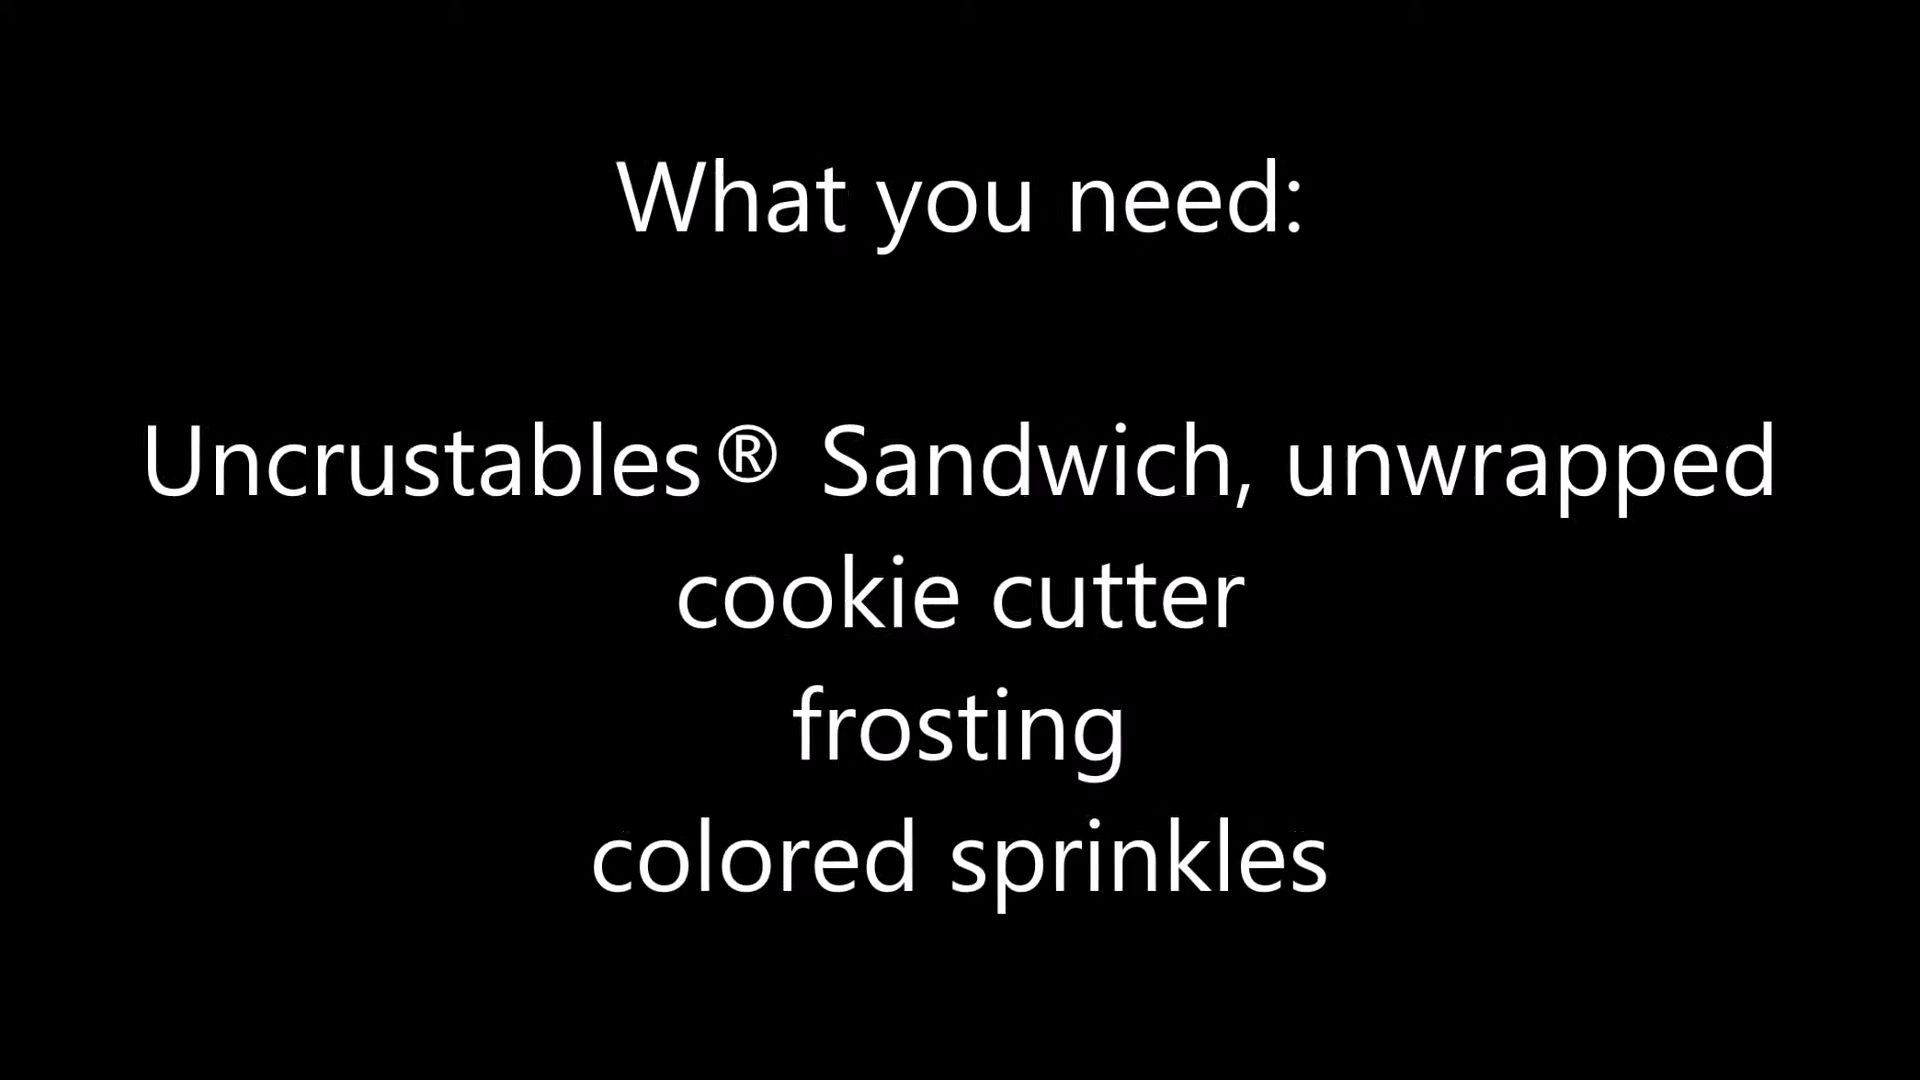 What you need:
Uncrustables® Sandwich, unwrapped
cookie cutter
frosting
colored sprinkles